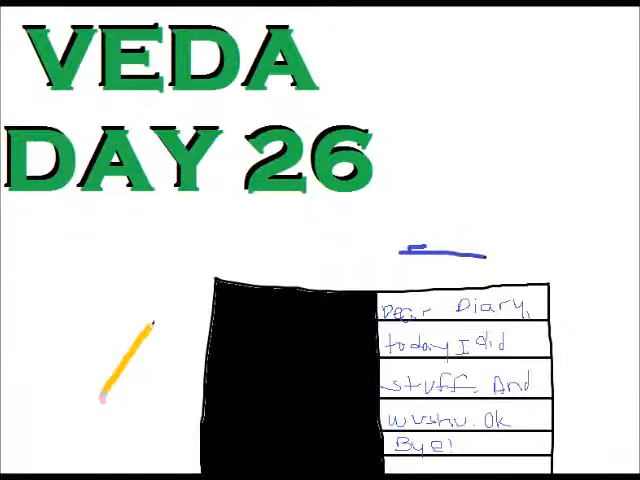 VEDA
DAY 26
Dear Diary,
today I did
stuff. And
wushu. Ok
Bye!